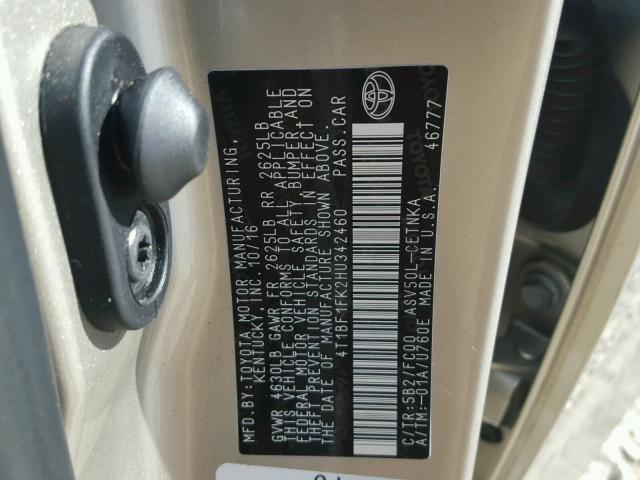 MFD. BY: TOYOTA MOTOR MANUFACTURING,
KENTUCKY, INC. 10/16
GVWR 4630LB GAWR FR 2625LB RR 2625LB
THIS VEHICLE CONFORMS TO ALL APPLICABLE
FEDERAL MOTOR VEHICLE SAFETY, BUMPER AND
THEFT PREVENTION STANDARDS IN EFFECT ON
THE DATE OF MANUFACTURE SHOWN ABOVE.
4T1BF1FK2HU342460 PASS.CAR
C/TR:5B2/FC00 ASV50L-CETNKA
A/TM:-01A/U760E MADE IN U.S.A.
46777
TOYOTA
TOYOTA